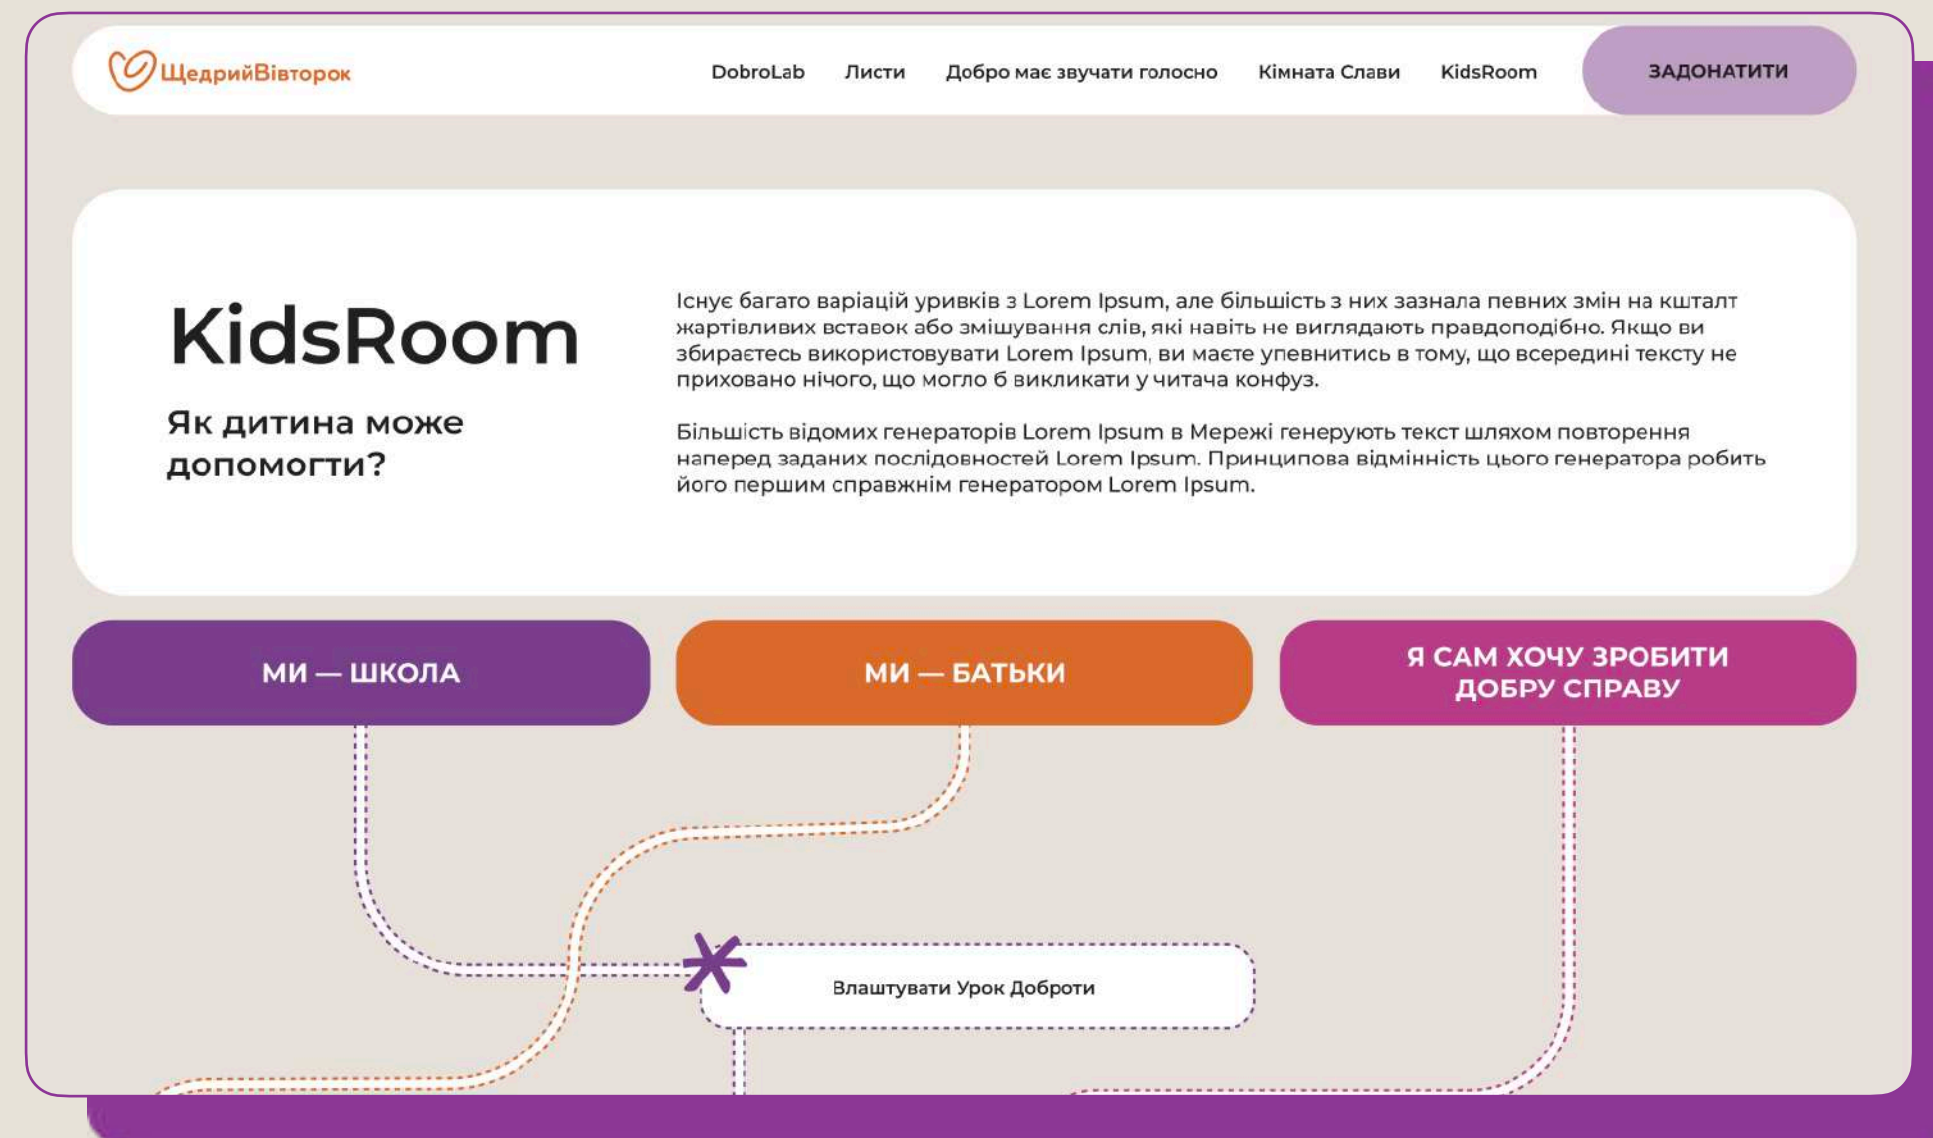 ЩедрийВівторок
DobroLab
Листи
Добро має звучати голосно
Кімната Слави
KidsRoom
ЗАДОНАТИТИ
KidsRoom
Як дитина може
допомогти?
Існує багато варіацій уривків з Lorem Ipsum, але більшість з них зазнала певних змін на кшталт
жартівливих вставок або змішування слів, які навіть не виглядають правдоподібно. Якщо ви
збираєтесь використовувати Lorem Ipsum, ви маєте упевнитись в тому, що всередині тексту не
приховано нічого, що могло б викликати у читача конфуз.
Більшість відомих генераторів Lorem Ipsum в Мережі генерують текст шляхом повторення
наперед заданих послідовностей Lorem Ipsum. Принципова відмінність цього генератора робить
його першим справжнім генератором Lorem Ipsum.
МИ — ШКОЛА
МИ — БАТЬКИ
Я САМ ХОЧУ ЗРОБИТИ
ДОБРУ СПРАВУ
Влаштувати Урок Доброти